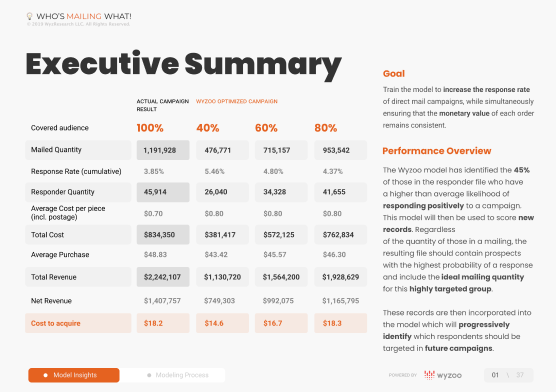 WHO'S MAILING WHAT!
Executive Summary
ACTUAL CAMPAIGN RESULT WYZOO OPTIMIZED CAMPAIGN
Covered audience 100% 40% 60% 80%
Mailed Quantity 1,191,928 476,771 715,157 953,542
Response Rate (cumulative) 3.85% 5.46% 4.80% 4.37%
Responder Quantity 45,914 26,040 34,328 41,655
Average Cost per piece (incl. postage) $0.70 $0.80 $0.80 $0.80
Total Cost $834,350 $381,417 $572,125 $762,834
Average Purchase $48.83 $43.42 $45.57 $46.30
Total Revenue $2,242,107 $1,130,720 $1,564,200 $1,928,629
Net Revenue $1,407,757 $749,303 $992,075 $1,165,795
Cost to acquire $18.2 $14.6 $16.7 $18.3
Goal
Train the model to increase the response rate
of direct mail campaigns, while simultaneously
ensuring that the monetary value of each order
remains consistent.
Performance Overview
The Wyzoo model has identified the 45%
of those in the responder file who have
a higher than average likelihood of
responding positively to a campaign.
This model will then be used to score new
records. Regardless
of the quantity of those in a mailing, the
resulting file should contain prospects
with the highest probability of a response
and include the ideal mailing quantity
for this highly targeted group.
These records are then incorporated into
the model which will progressively
identify which respondents should be
targeted in future campaigns.
Model Insights
Modeling Process
POWERED BY wyzoo
01 \ 37